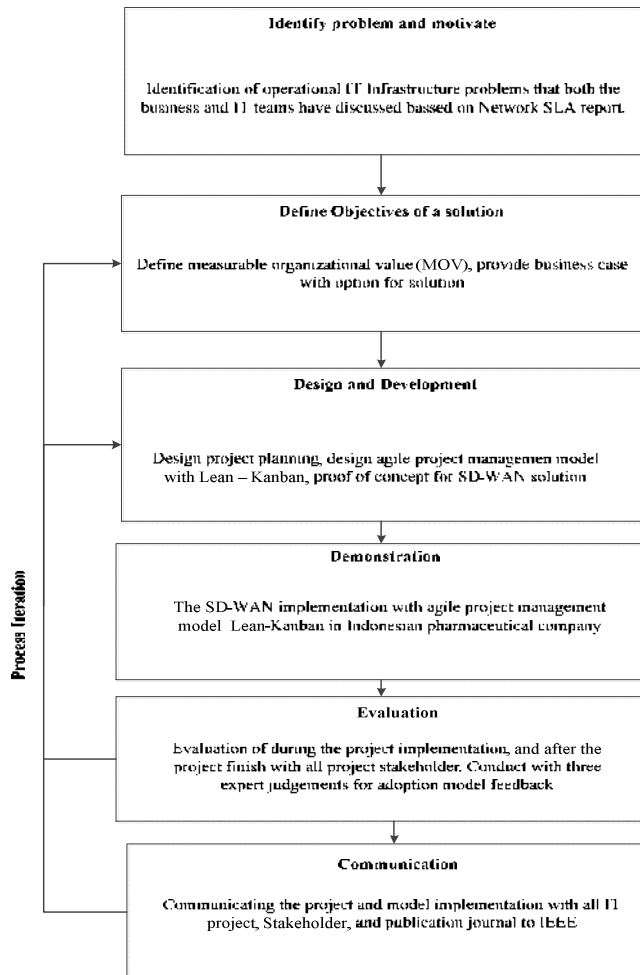 Identify problem and motivate
Identification of operational IT Infrastructure problems that both the
business and IT teams have discussed bassed on Network SLA report.
Define Objectives of a solution
Define measurable organizational value (MOV), provide business case
with option for solution
Design and Development
Design project planning, design agile project managemen model
with Lean – Kanban, proof of concept for SD-WAN solution
Demonstration
The SD-WAN implementation with agile project management
model Lean-Kanban in Indonesian pharmaceutical company
Process Iteration
Evaluation
Evaluation of during the project implementation, and after the
project finish with all project stakeholder. Conduct with three
expert judgements for adoption model feedback
Communication
Communicating the project and model implementation with all IT
project, Stakeholder, and publication journal to IEEE